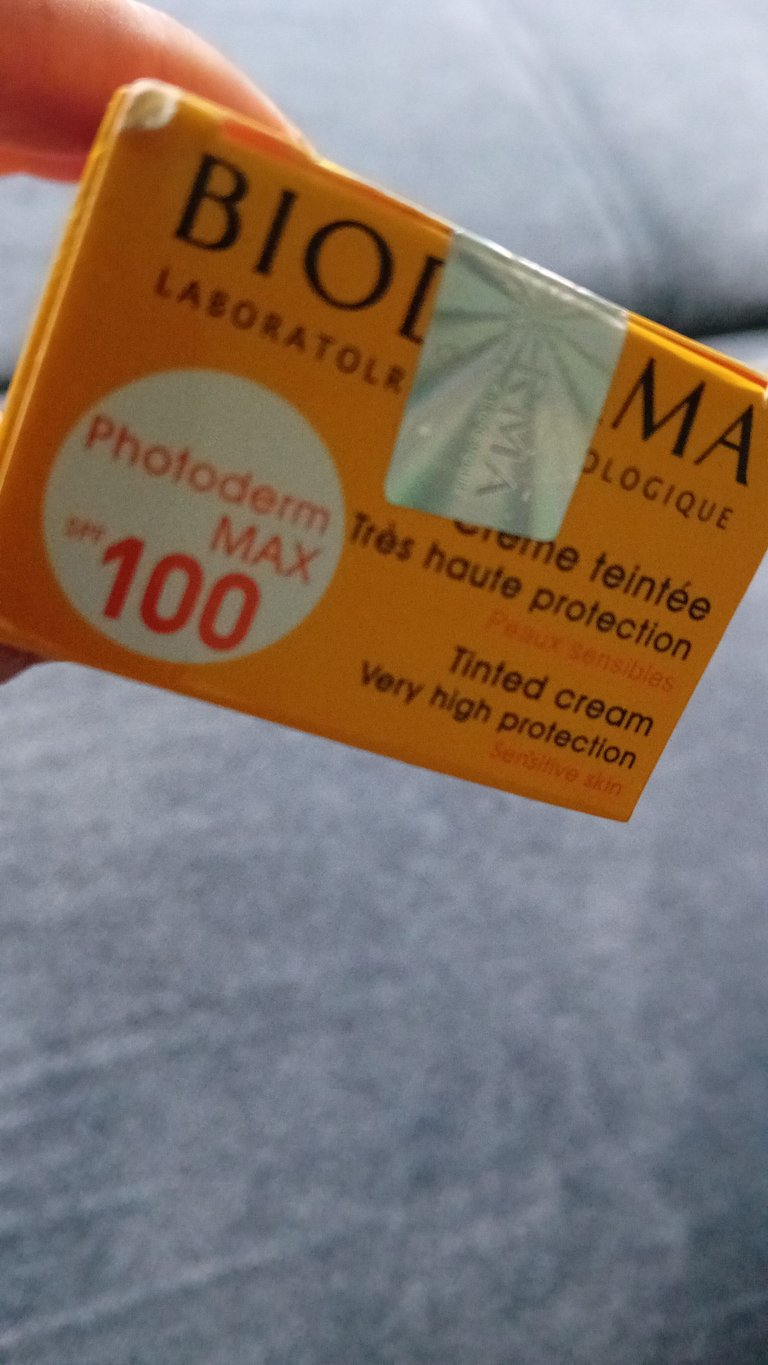 BIOD MA
LABORATOIR OLOGIQUE
Photoderm
MAX
SPF 100
Crème teintée
Très haute protection
Peaux sensibles
Tinted cream
Very high protection
Sensitive skin